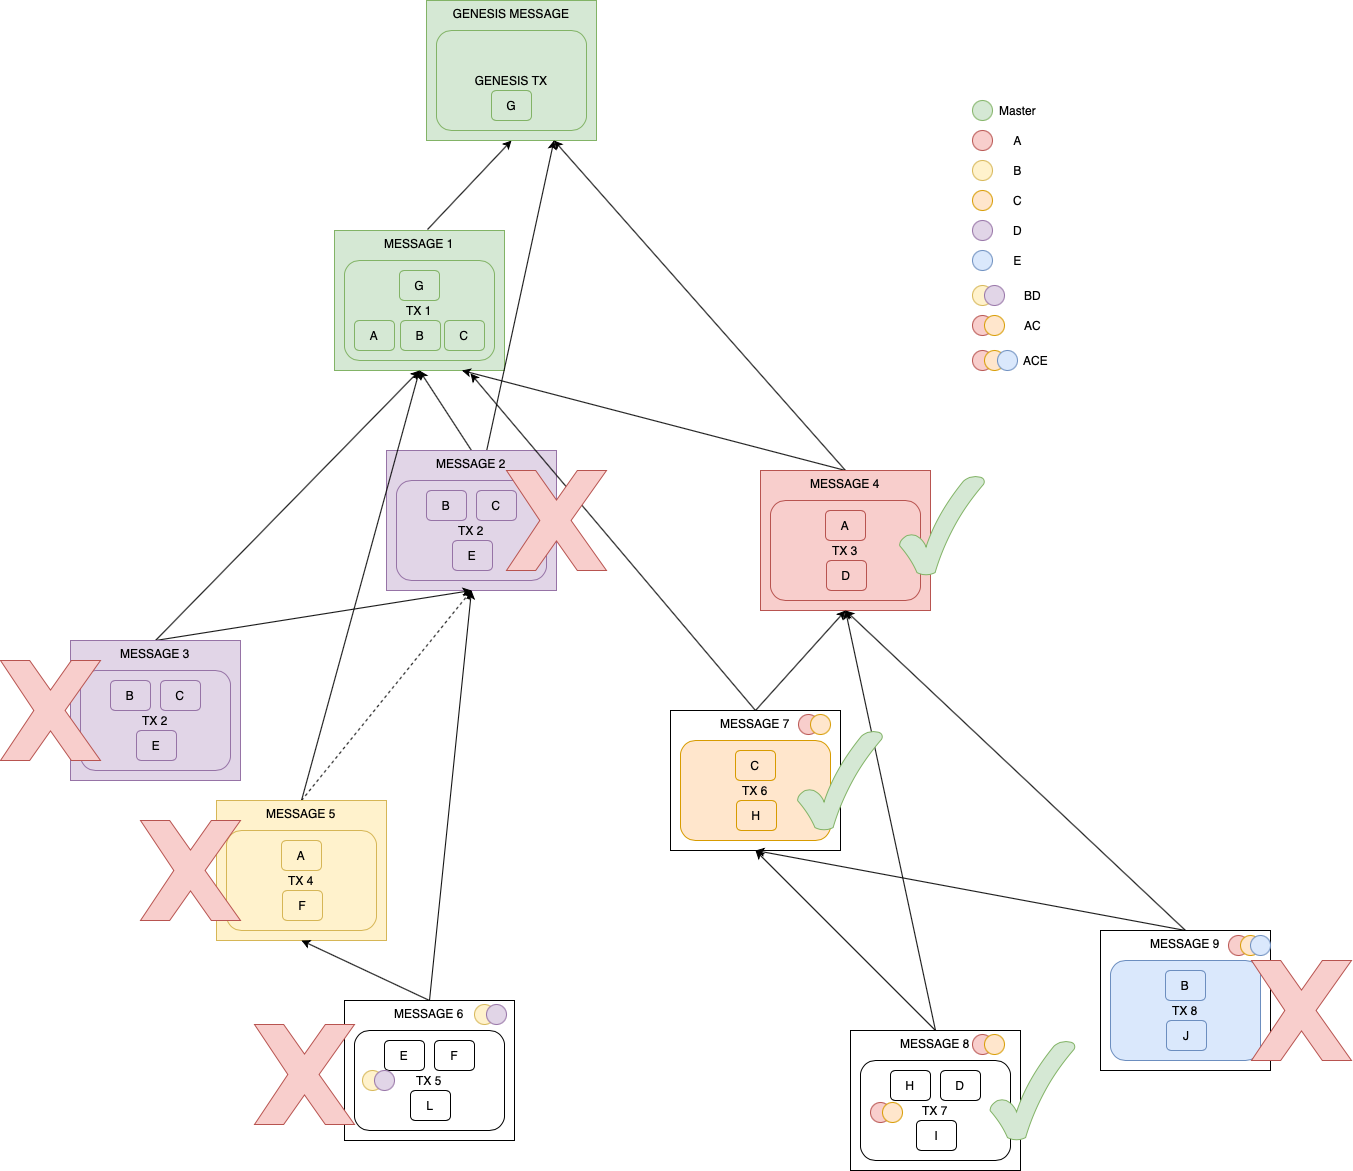 GENESIS MESSAGE
GENESIS TX
G
Master
A
B
C
D
E
BD
AC
ACE
MESSAGE 1
G
TX 1
A B C
MESSAGE 2
B C
TX 2
E
MESSAGE 4
A
TX 3
D
MESSAGE 3
B C
TX 2
E
MESSAGE 7
C
TX 6
H
MESSAGE 5
A
TX 4
F
MESSAGE 9
B
TX 8
J
MESSAGE 6
E F
TX 5
L
MESSAGE 8
H D
TX 7
I